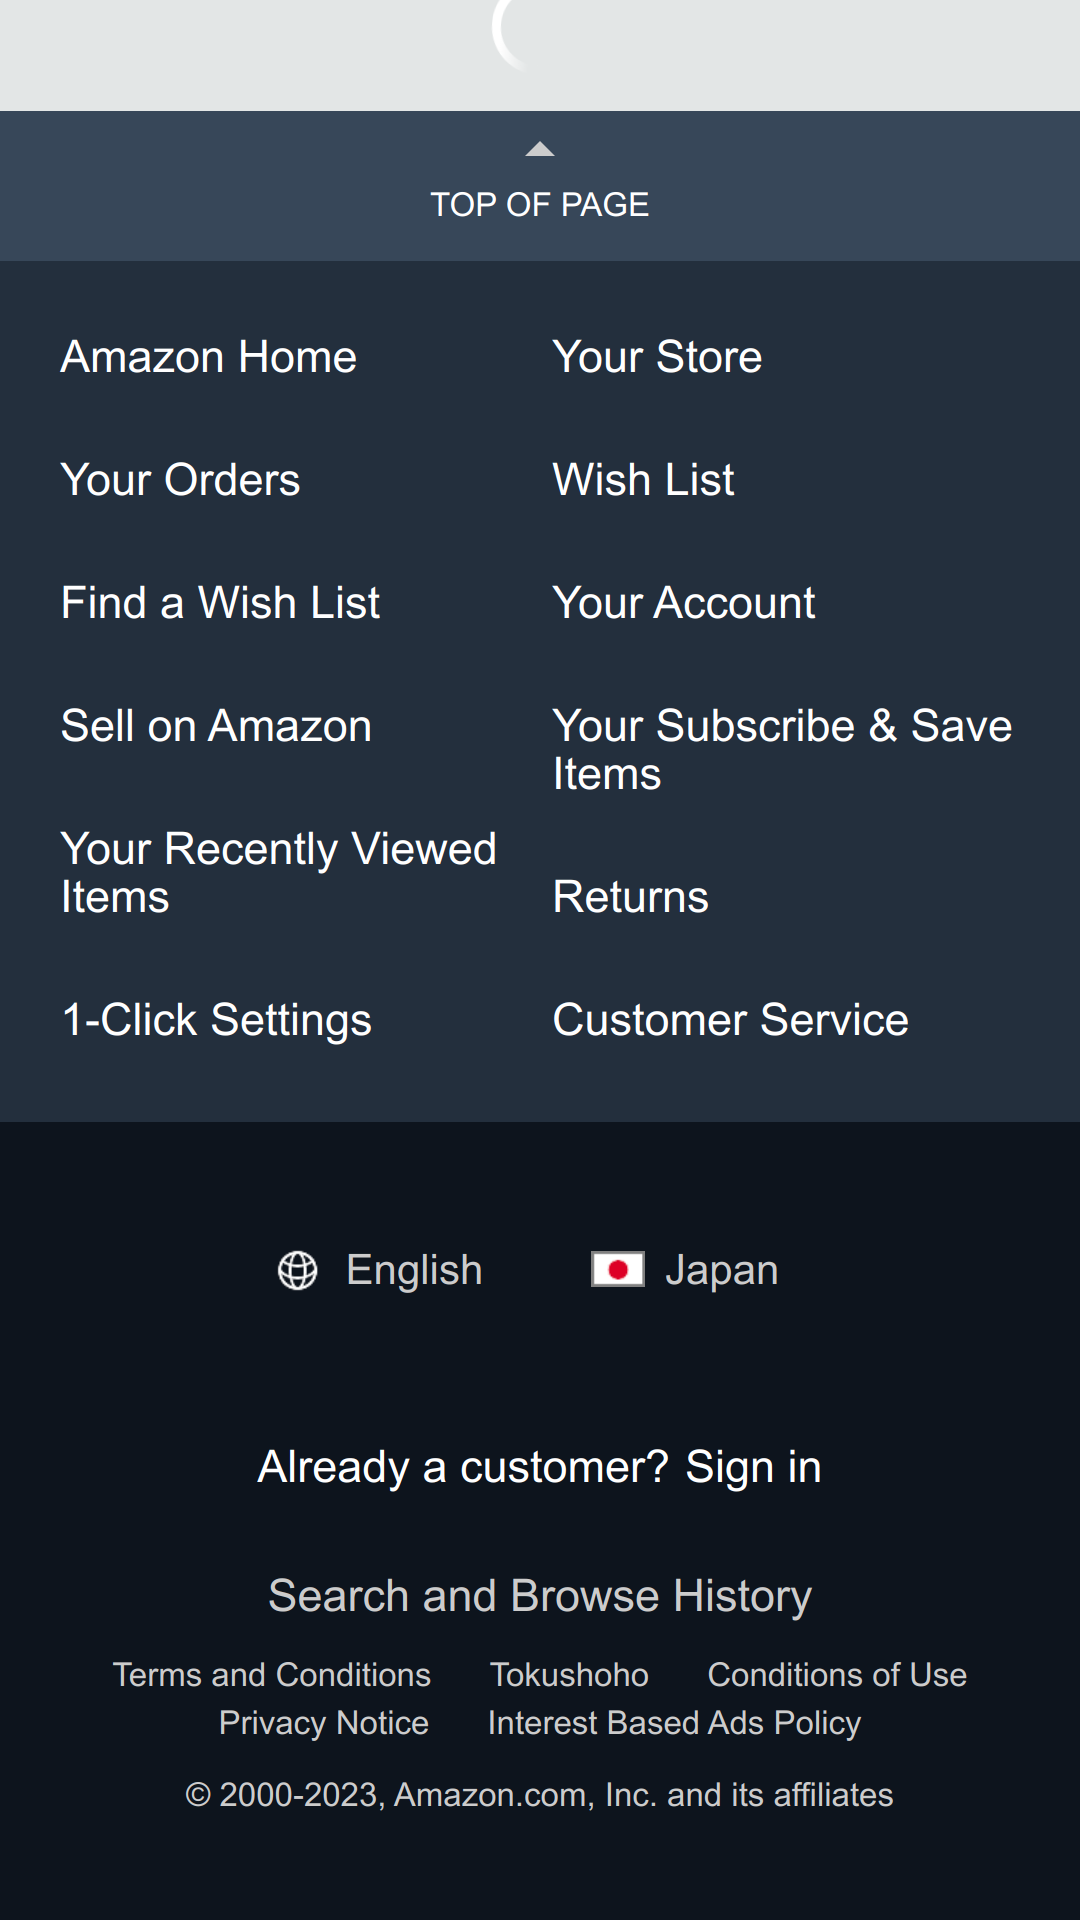 TOP OF PAGE
Amazon Home
Your Store
Your Orders
Wish List
Find a Wish List
Your Account
Sell on Amazon
Your Subscribe & Save
Items
Your Recently Viewed
Items
Returns
1-Click Settings
Customer Service
English
Japan
Already a customer? Sign in
Search and Browse History
Terms and Conditions Tokushoho Conditions of Use
Privacy Notice Interest Based Ads Policy
© 2000-2023, Amazon.com, Inc. and its affiliates